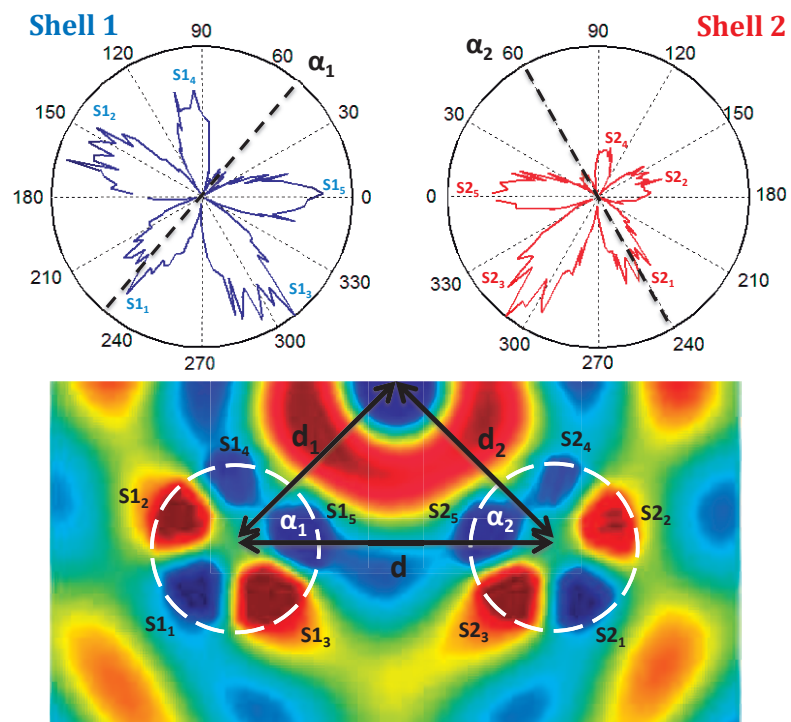 Shell 1
Shell 2
90
60
α₁
30
0
330
300
270
240
210
180
150
120
S1₄
S1₂
S1₅
S1₁
S1₃
α₂
60
90
120
150
180
210
240
270
300
330
0
30
S2₄
S2₂
S2₅
S2₃
S2₁
d₁
d₂
S1₄
S2₄
S1₂
S1₅
S2₅
S2₂
α₁
α₂
d
S1₁
S1₃
S2₃
S2₁